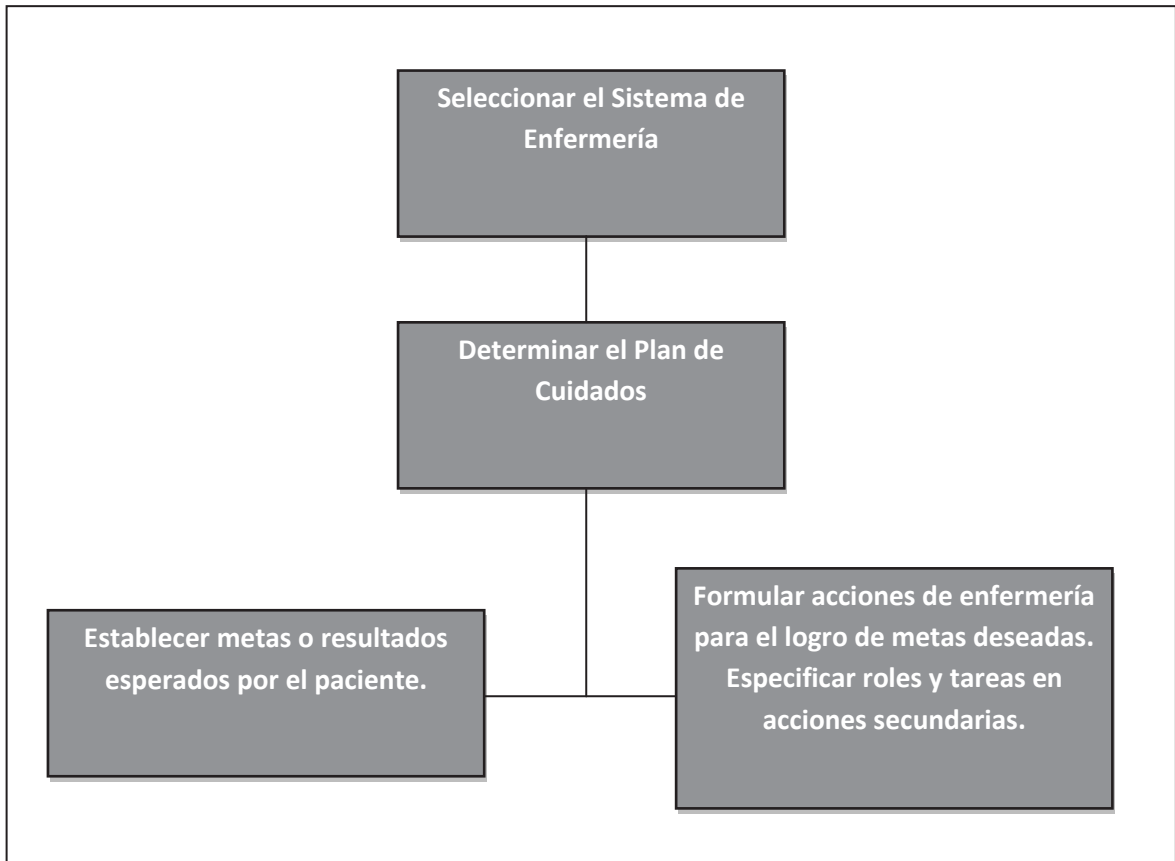 Seleccionar el Sistema de
Enfermería
Determinar el Plan de
Cuidados
Establecer metas o resultados
esperados por el paciente.
Formular acciones de enfermería
para el logro de metas deseadas.
Especificar roles y tareas en
acciones secundarias.